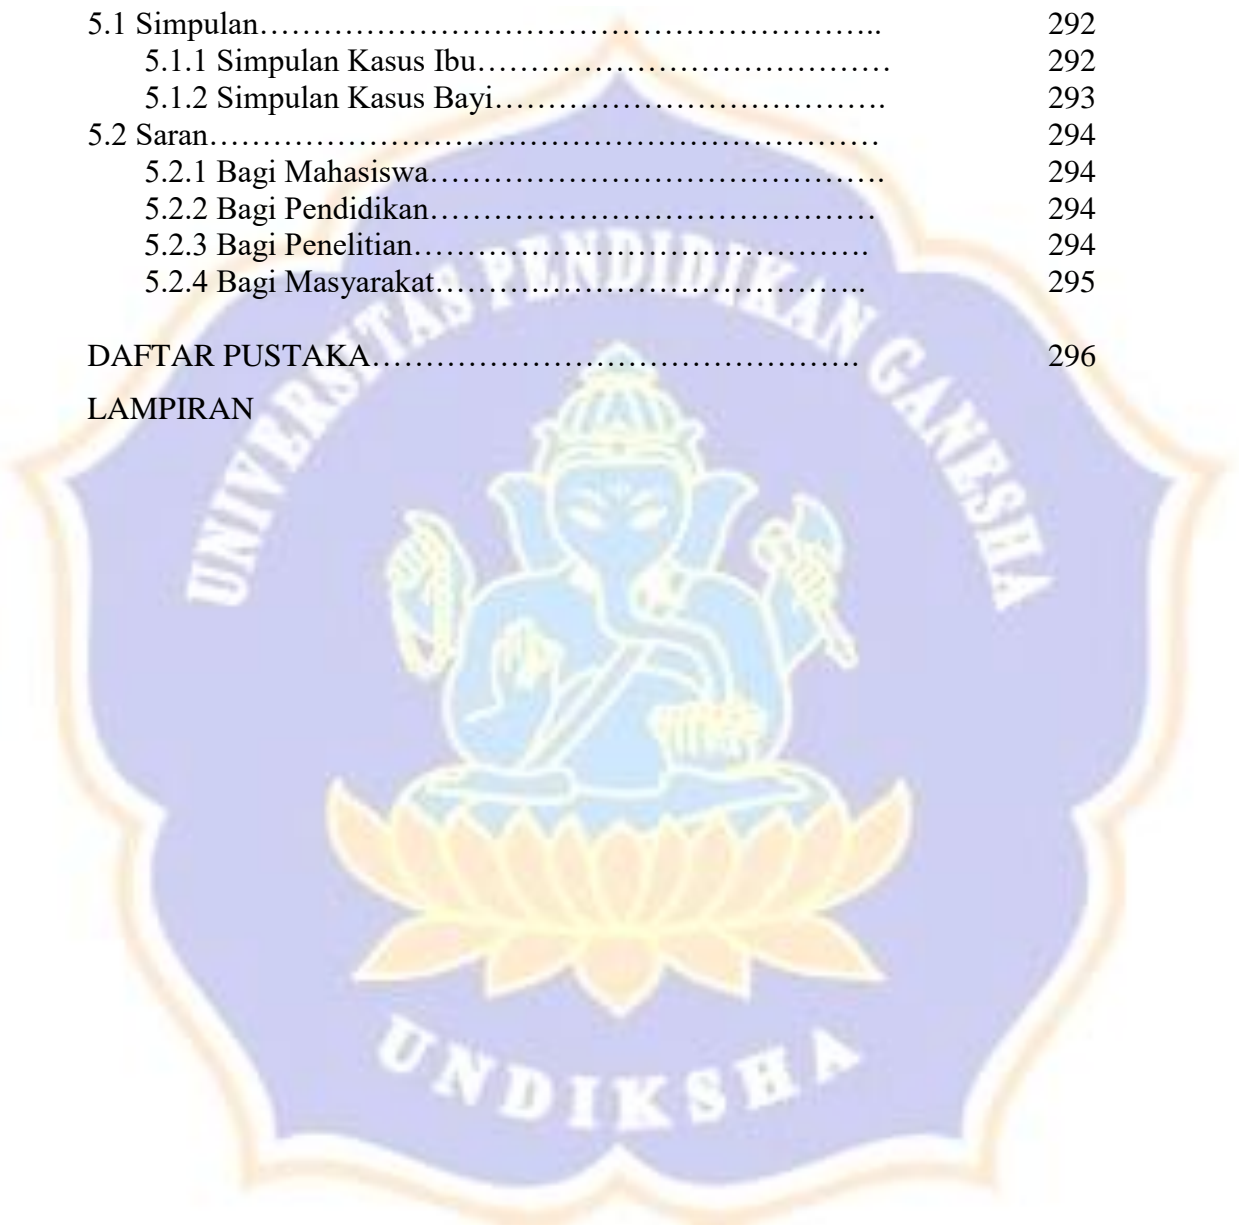 5.1 Simpulan………………………………………………….. 292
5.1.1 Simpulan Kasus Ibu………………………………… 292
5.1.2 Simpulan Kasus Bayi………………………………. 293
5.2 Saran……………………………………………………… 294
5.2.1 Bagi Mahasiswa……………………………………. 294
5.2.2 Bagi Pendidikan…………………………………… 294
5.2.3 Bagi Penelitian……………………………………. 294
5.2.4 Bagi Masyarakat………………………………….. 295
DAFTAR PUSTAKA………………………………………. 296
LAMPIRAN
UNIVERSITAS PENDIDIKAN GANESHA
UNDIKSHA